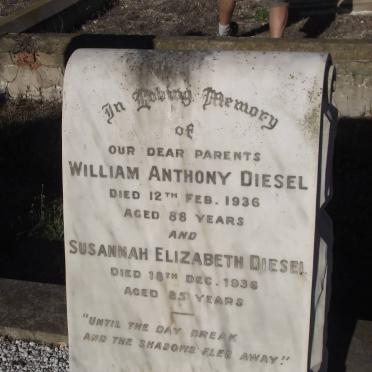 In Loving Memory
of
OUR DEAR PARENTS
WILLIAM ANTHONY DIESEL
DIED 12TH FEB. 1936
AGED 88 YEARS
AND
SUSANNAH ELIZABETH DIESEL
DIED 18TH DEC. 1936
AGED 85 YEARS
"UNTIL THE DAY BREAK
AND THE SHADOWS FLEE AWAY."